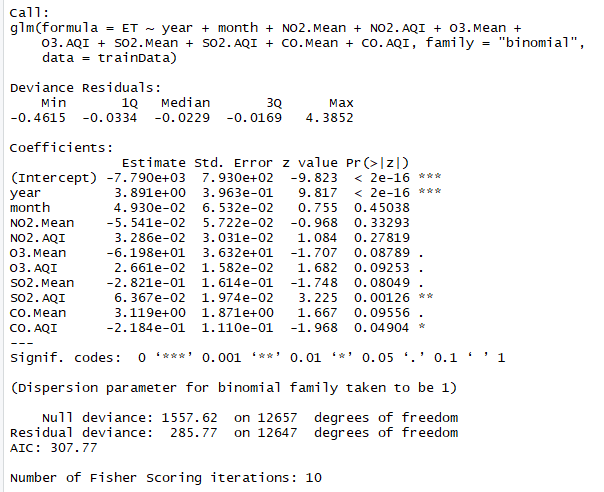 Call:
glm(formula = ET ~ year + month + NO2.Mean + NO2.AQI + O3.Mean +
    O3.AQI + SO2.Mean + SO2.AQI + CO.Mean + CO.AQI, family = "binomial",
    data = trainData)

Deviance Residuals:
    Min      1Q  Median      3Q     Max
-0.4615 -0.0334 -0.0229 -0.0169  4.3852

Coefficients:
              Estimate Std. Error z value Pr(>|z|)
(Intercept) -7.790e+03  7.930e+02  -9.823  < 2e-16 ***
year         3.891e+00  3.963e-01   9.817  < 2e-16 ***
month        4.930e-02  6.532e-02   0.755  0.45038
NO2.Mean    -5.541e-02  5.722e-02  -0.968  0.33293
NO2.AQI      3.286e-02  3.031e-02   1.084  0.27819
O3.Mean     -6.198e+01  3.632e+01  -1.707  0.08789 .
O3.AQI       2.661e-02  1.582e-02   1.682  0.09253 .
SO2.Mean    -2.821e-01  1.614e-01  -1.748  0.08049 .
SO2.AQI      6.367e-02  1.974e-02   3.225  0.00126 **
CO.Mean      3.119e+00  1.871e+00   1.667  0.09556 .
CO.AQI      -2.184e-01  1.110e-01  -1.968  0.04904 *
---
Signif. codes:  0 ‘***’ 0.001 ‘**’ 0.01 ‘*’ 0.05 ‘.’ 0.1 ‘ ’ 1

(Dispersion parameter for binomial family taken to be 1)

    Null deviance: 1557.62  on 12657  degrees of freedom
Residual deviance:  285.77  on 12647  degrees of freedom
AIC: 307.77

Number of Fisher Scoring iterations: 10